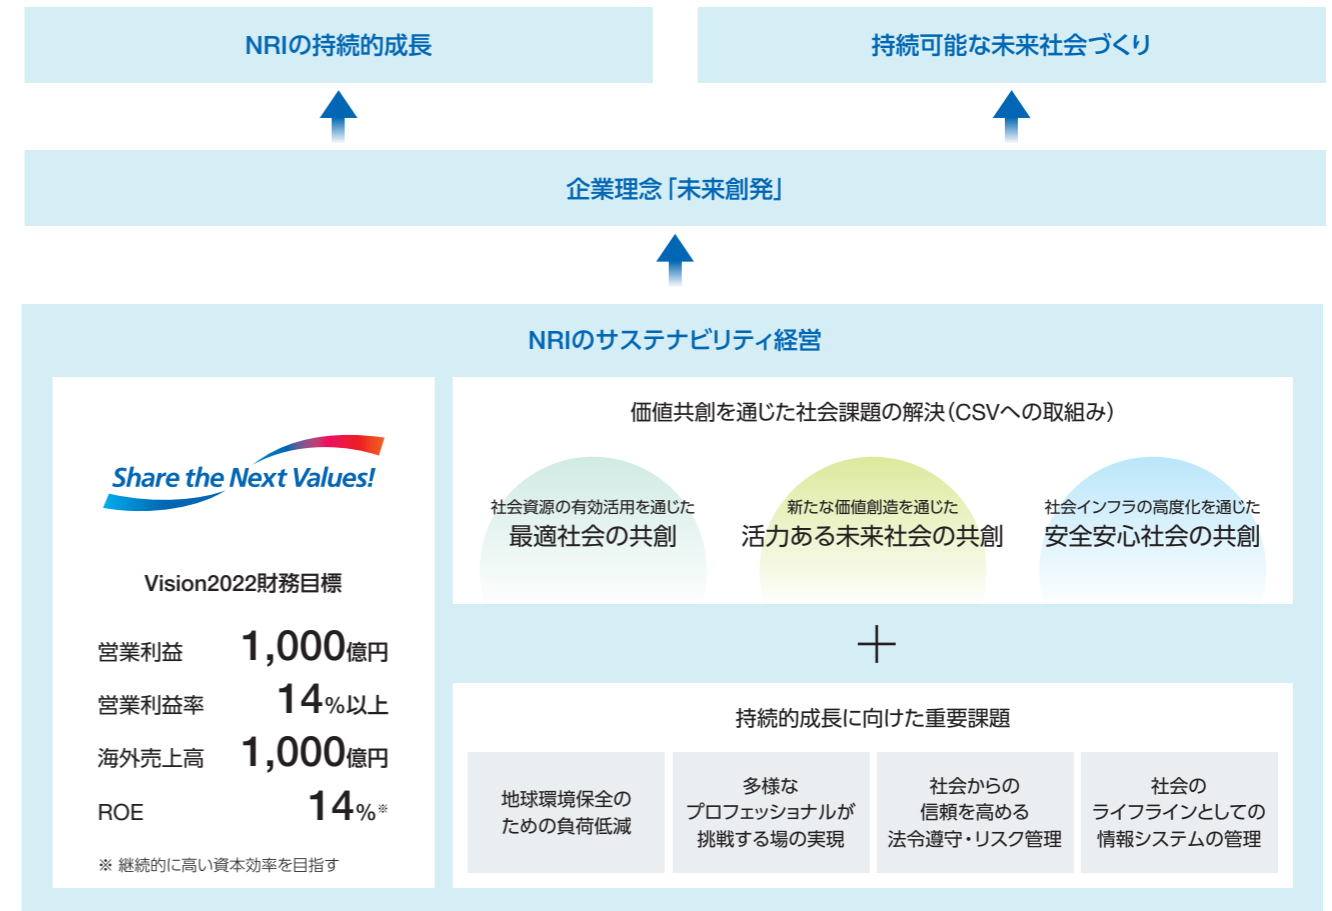 NRIの持続的成長
持続可能な未来社会づくり
企業理念「未来創発」
NRIのサステナビリティ経営
Share the Next Values!
Vision2022財務目標
営業利益 1,000億円
営業利益率 14%以上
海外売上高 1,000億円
ROE 14%※
※ 継続的に高い資本効率を目指す
価値共創を通じた社会課題の解決(CSVへの取組み)
社会資源の有効活用を通じた
最適社会の共創
新たな価値創造を通じた
活力ある未来社会の共創
社会インフラの高度化を通じた
安全安心社会の共創
+
持続的成長に向けた重要課題
地球環境保全の
ための負荷低減
多様な
プロフェッショナルが
挑戦する場の実現
社会からの
信頼を高める
法令遵守・リスク管理
社会の
ライフラインとしての
情報システムの管理